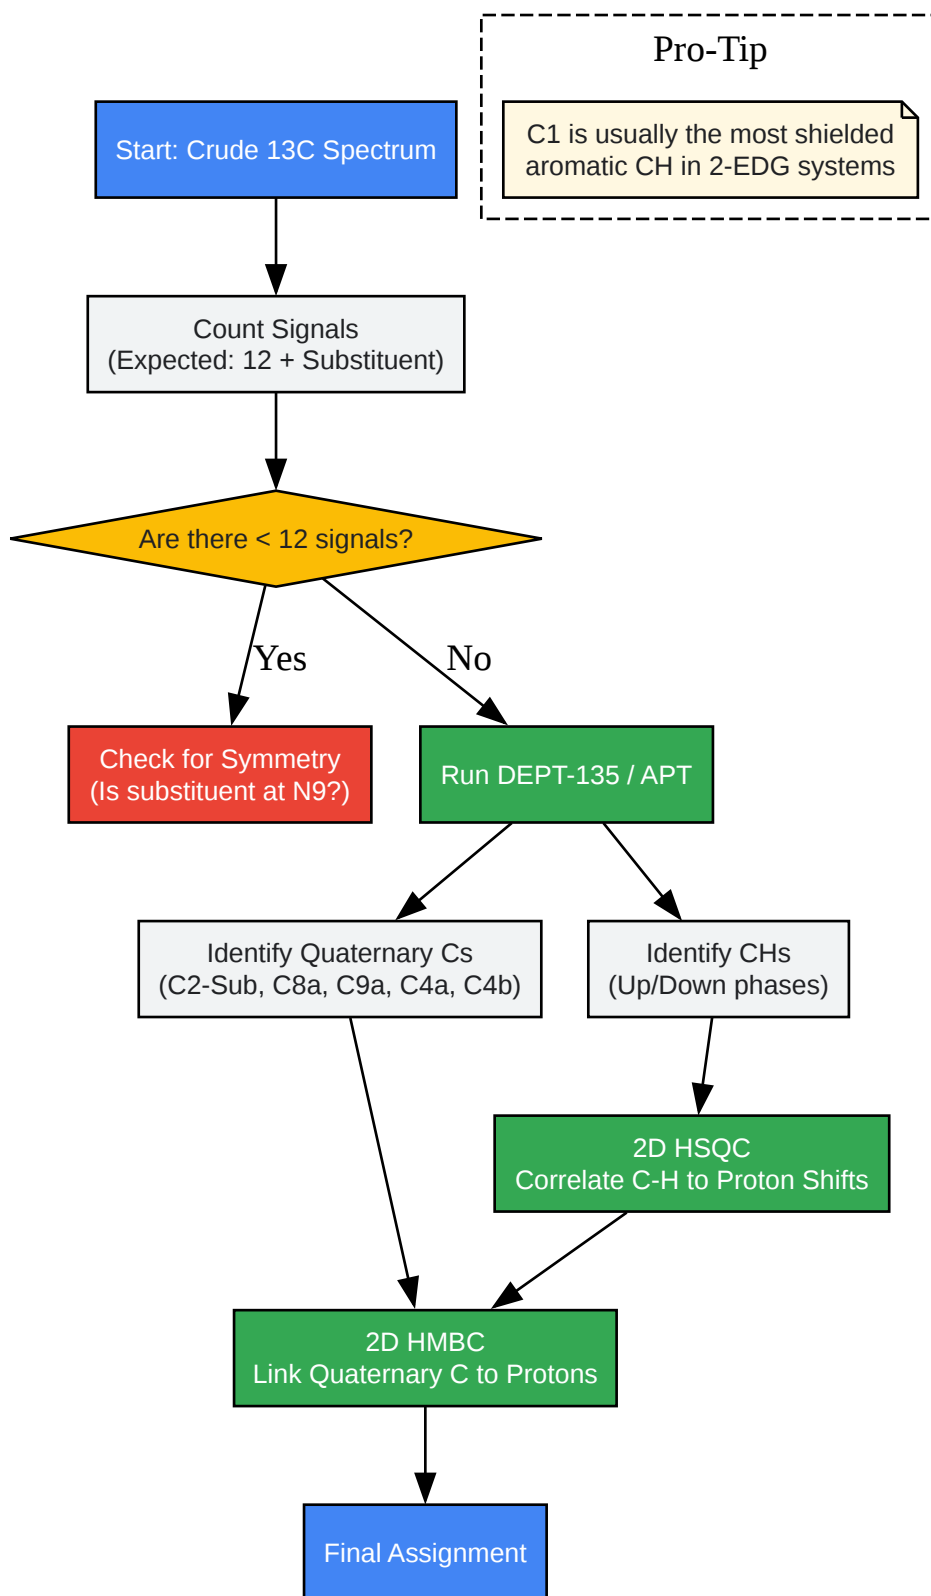 Pro-Tip
C1 is usually the most shielded
aromatic CH in 2-EDG systems
Start: Crude 13C Spectrum
Count Signals
(Expected: 12 + Substituent)
Are there < 12 signals?
Yes
No
Check for Symmetry
(Is substituent at N9?)
Run DEPT-135 / APT
Identify Quaternary Cs
(C2-Sub, C8a, C9a, C4a, C4b)
Identify CHs
(Up/Down phases)
2D HSQC
Correlate C-H to Proton Shifts
2D HMBC
Link Quaternary C to Protons
Final Assignment